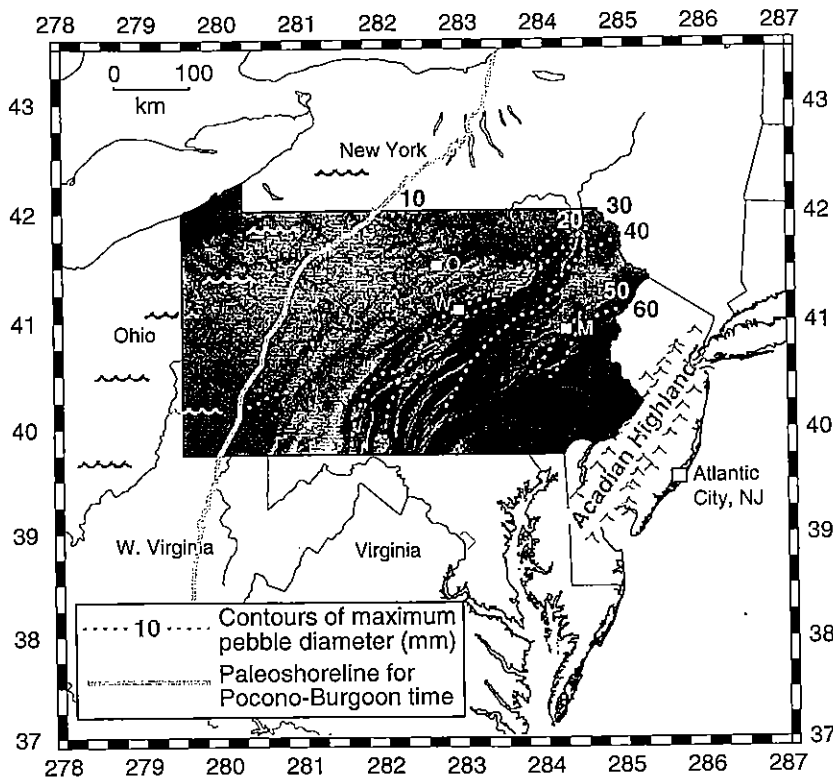 278 279 280 281 282 283 284 285 286 287
0 100
km
43 43
New York
10
42 30 42
20
40
O
50
W
60
41 M 41
Ohio
40 Acadian Highland 40
Atlantic
City, NJ
39 39
W. Virginia Virginia
10 Contours of maximum
pebble diameter (mm)
38 38
Paleoshoreline for
Pocono-Burgoon time
37 37
278 279 280 281 282 283 284 285 286 287